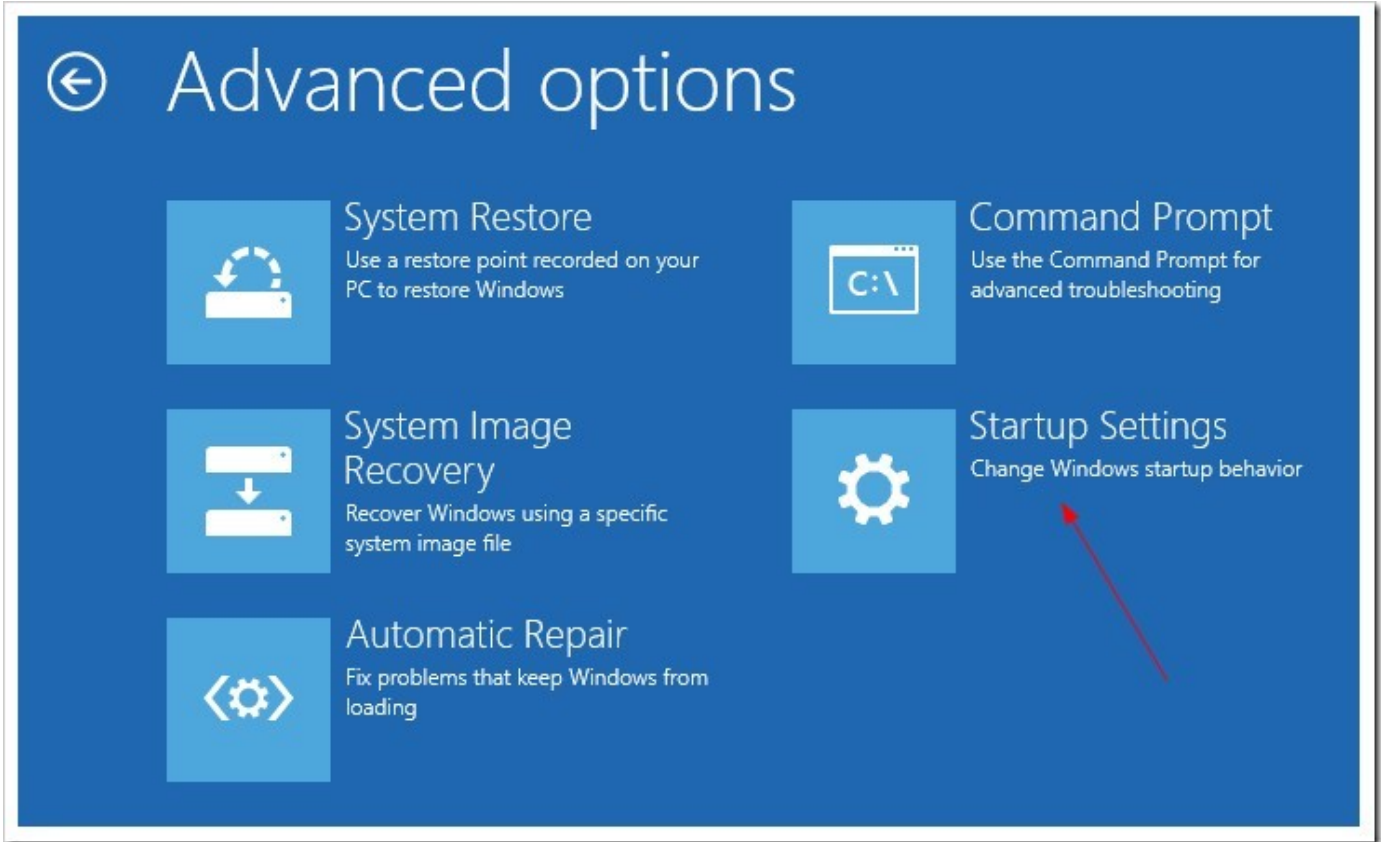 Advanced options
System Restore
Use a restore point recorded on your
PC to restore Windows
System Image
Recovery
Recover Windows using a specific
system image file
Automatic Repair
Fix problems that keep Windows from
loading
C:\
Command Prompt
Use the Command Prompt for
advanced troubleshooting
Startup Settings
Change Windows startup behavior